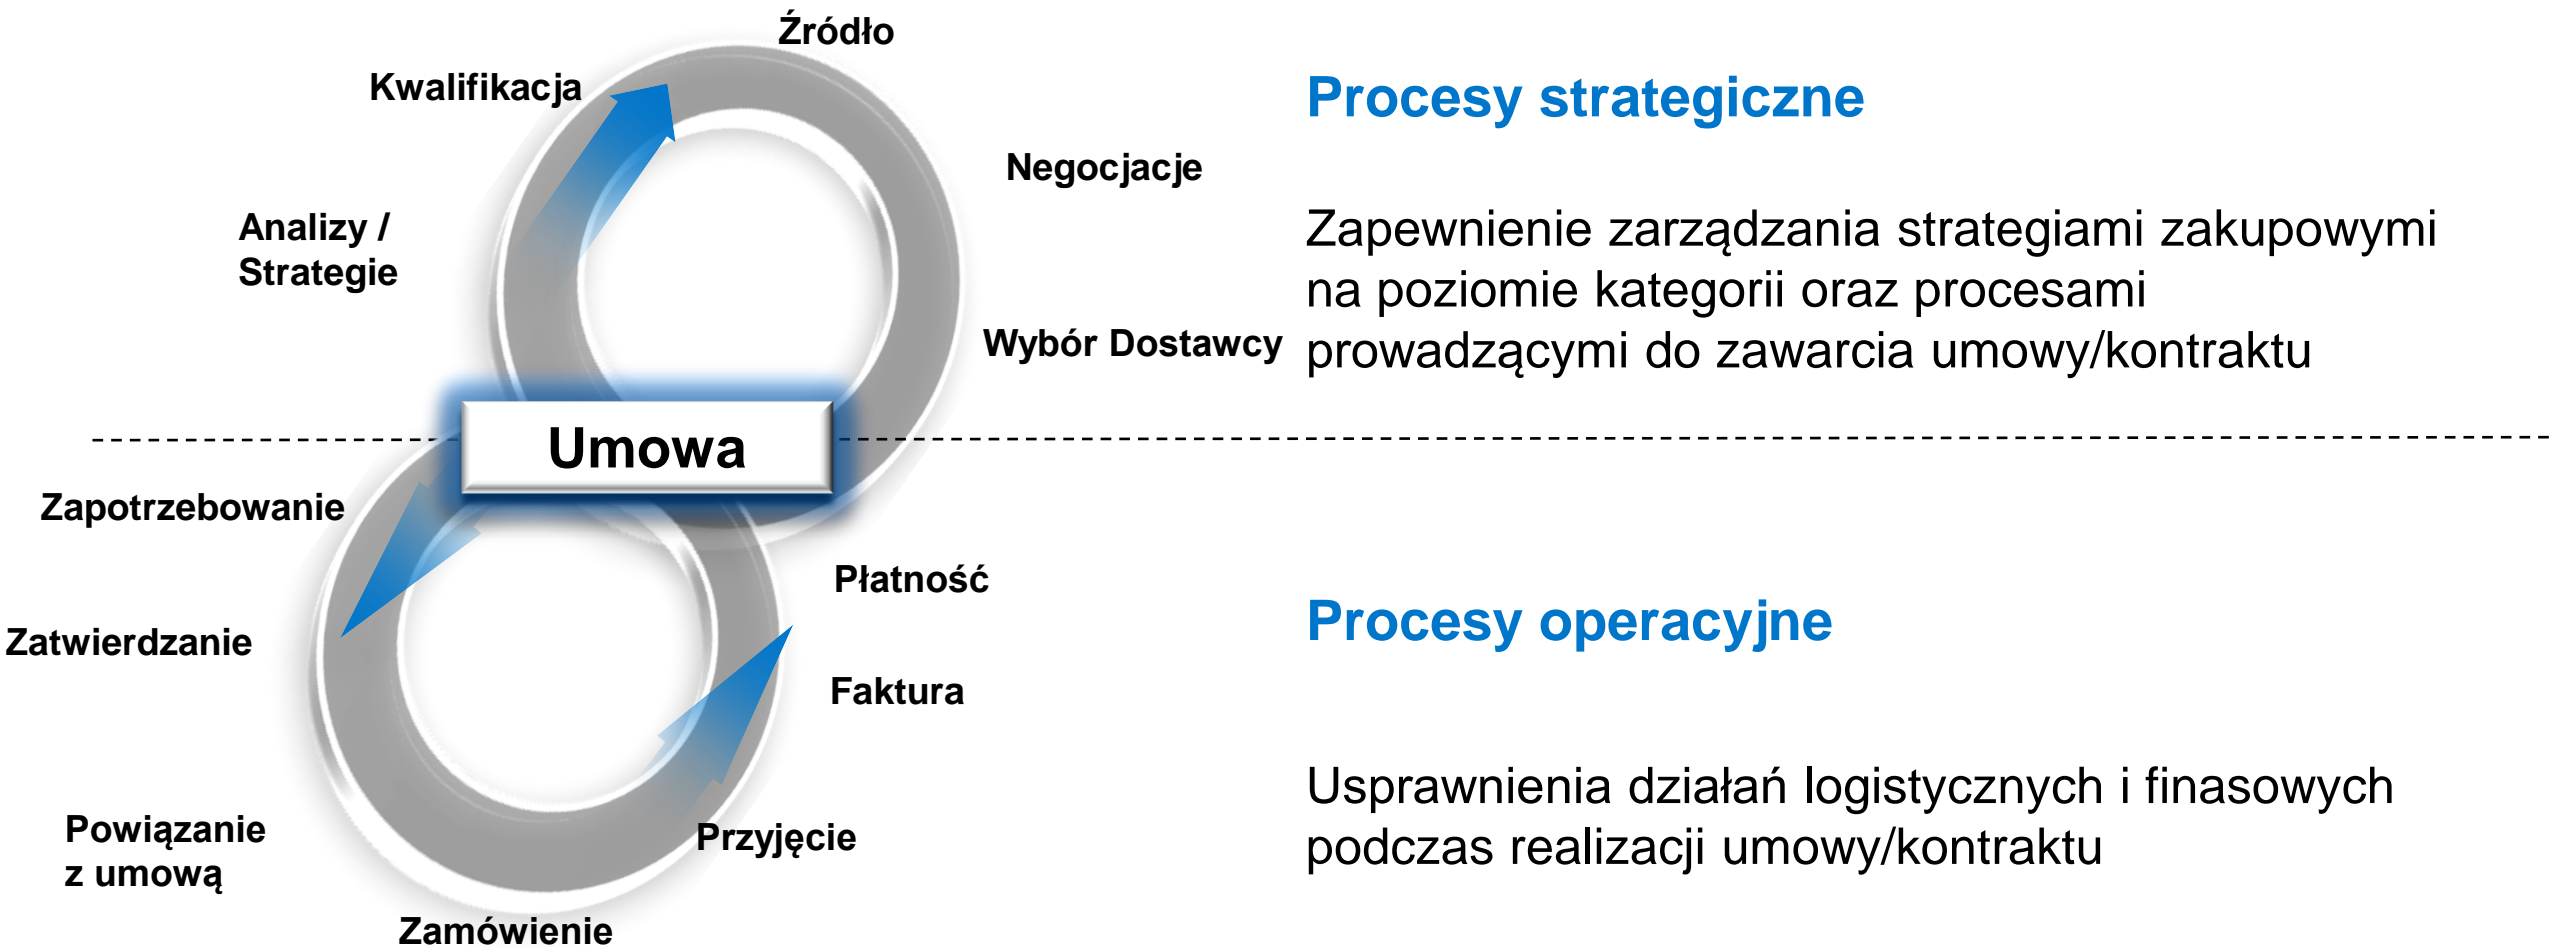 Źródło
Kwalifikacja
Negocjacje
Analizy /
Strategie
Wybór Dostawcy
Umowa
Zapotrzebowanie
Zatwierdzanie
Powiązanie
z umową
Zamówienie
Przyjęcie
Faktura
Płatność
Procesy strategiczne
Zapewnienie zarządzania strategiami zakupowymi
na poziomie kategorii oraz procesami
prowadzącymi do zawarcia umowy/kontraktu
Procesy operacyjne
Usprawnienia działań logistycznych i finasowych
podczas realizacji umowy/kontraktu